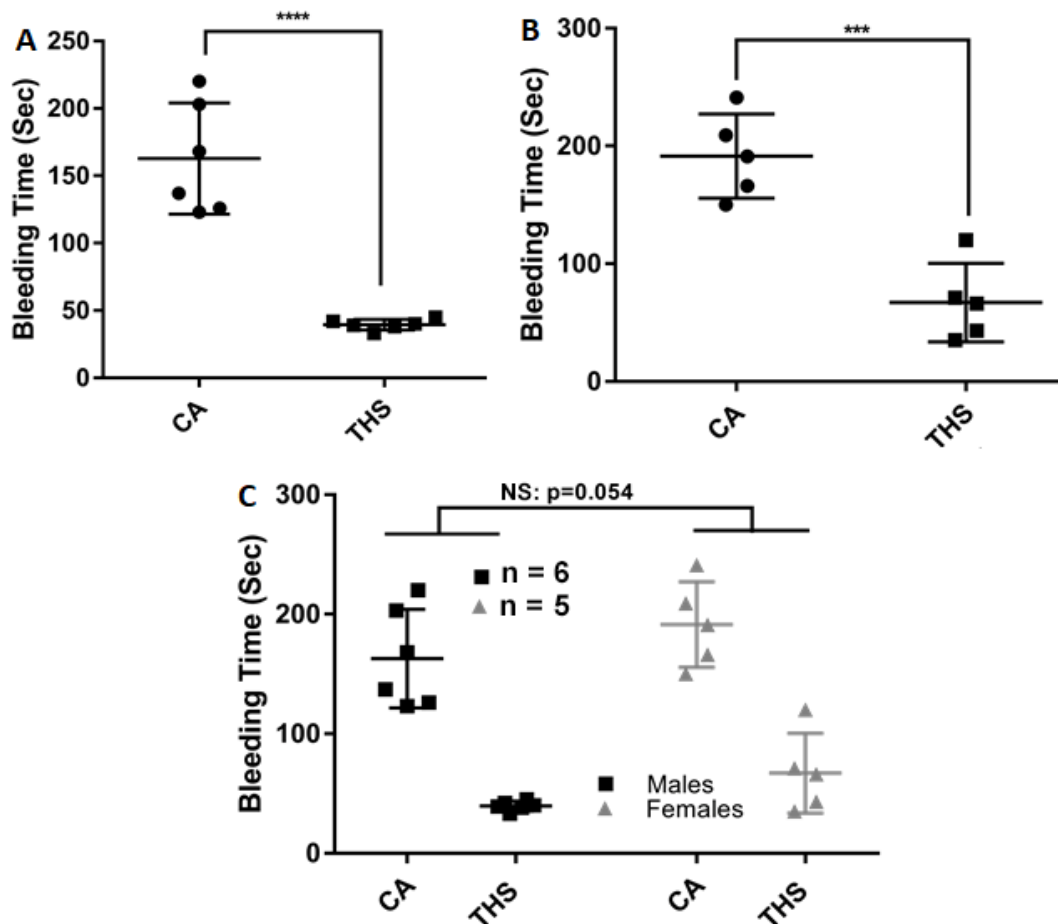 A
****
Bleeding Time (Sec)
250
200
150
100
50
0
CA
THS
B
***
Bleeding Time (Sec)
300
200
100
0
CA
THS
C
NS: p=0.054
Bleeding Time (Sec)
300
200
100
0
n = 6
n = 5
Males
Females
CA
THS
CA
THS